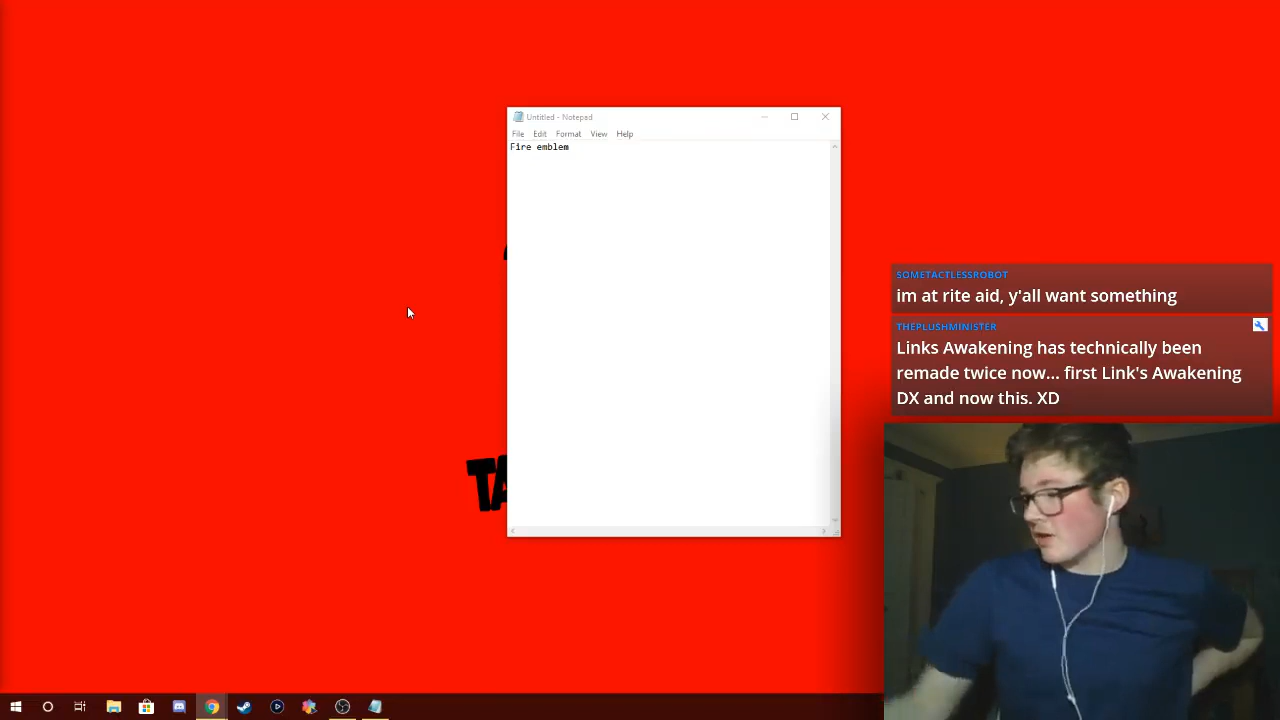 Untitled - Notepad
File Edit Format View Help
Fire emblem
SOMETACTLESSROBOT
im at rite aid, y'all want something
THEPLUSHMINISTER
Links Awakening has technically been
remade twice now... first Link's Awakening
DX and now this. XD
TA